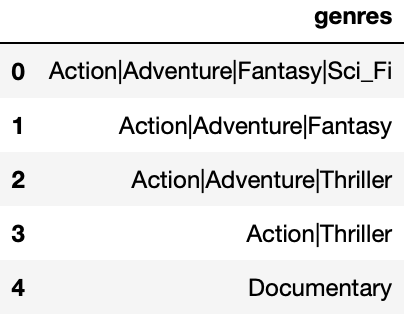 genres
0 Action|Adventure|Fantasy|Sci_Fi
1 Action|Adventure|Fantasy
2 Action|Adventure|Thriller
3 Action|Thriller
4 Documentary